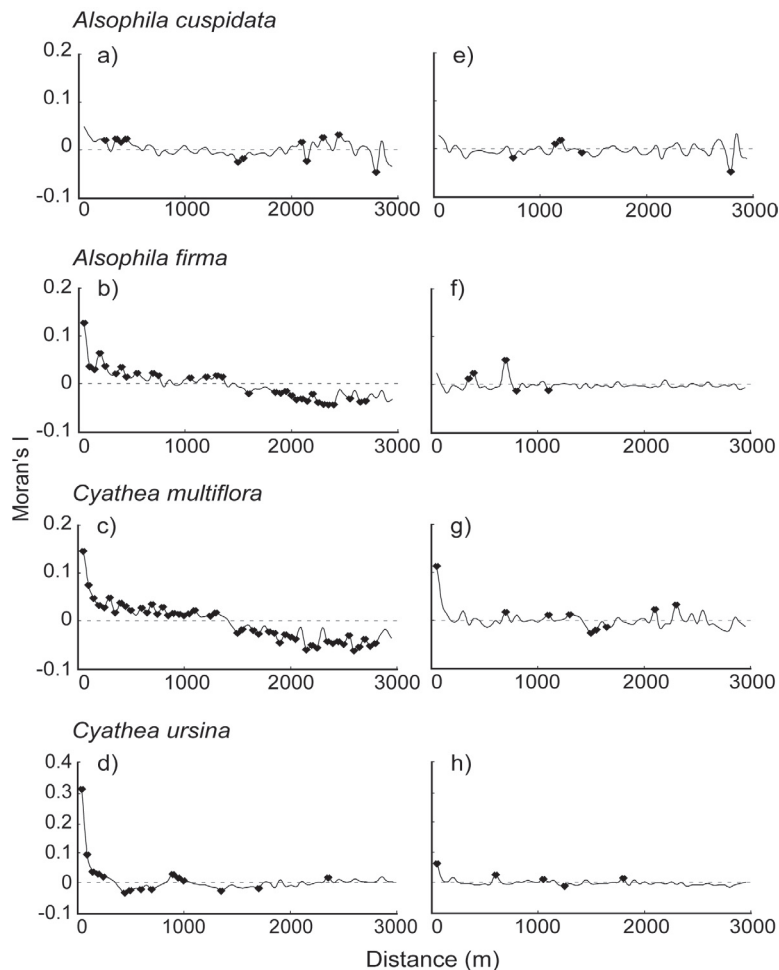 Alsophila cuspidata
a)
0.2
0.1
0
-0.1
0 1000 2000 3000
e)
0 1000 2000 3000
Alsophila firma
b)
0.2
0.1
0
-0.1
0 1000 2000 3000
f)
0 1000 2000 3000
Cyathea multiflora
c)
0.2
0.1
0
-0.1
0 1000 2000 3000
g)
0 1000 2000 3000
Cyathea ursina
d)
0.4
0.3
0.2
0.1
0
-0.1
0 1000 2000 3000
h)
0 1000 2000 3000
Moran's I
Distance (m)